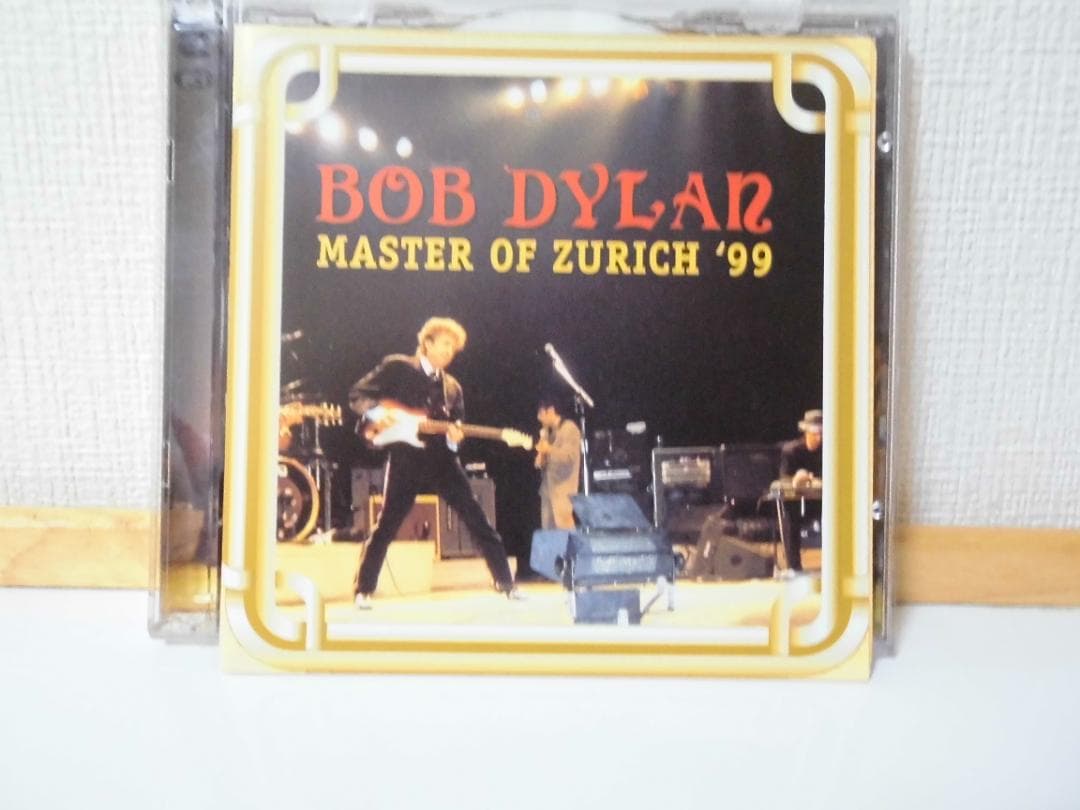 BOB DYLAN
MASTER OF ZURICH ‘99